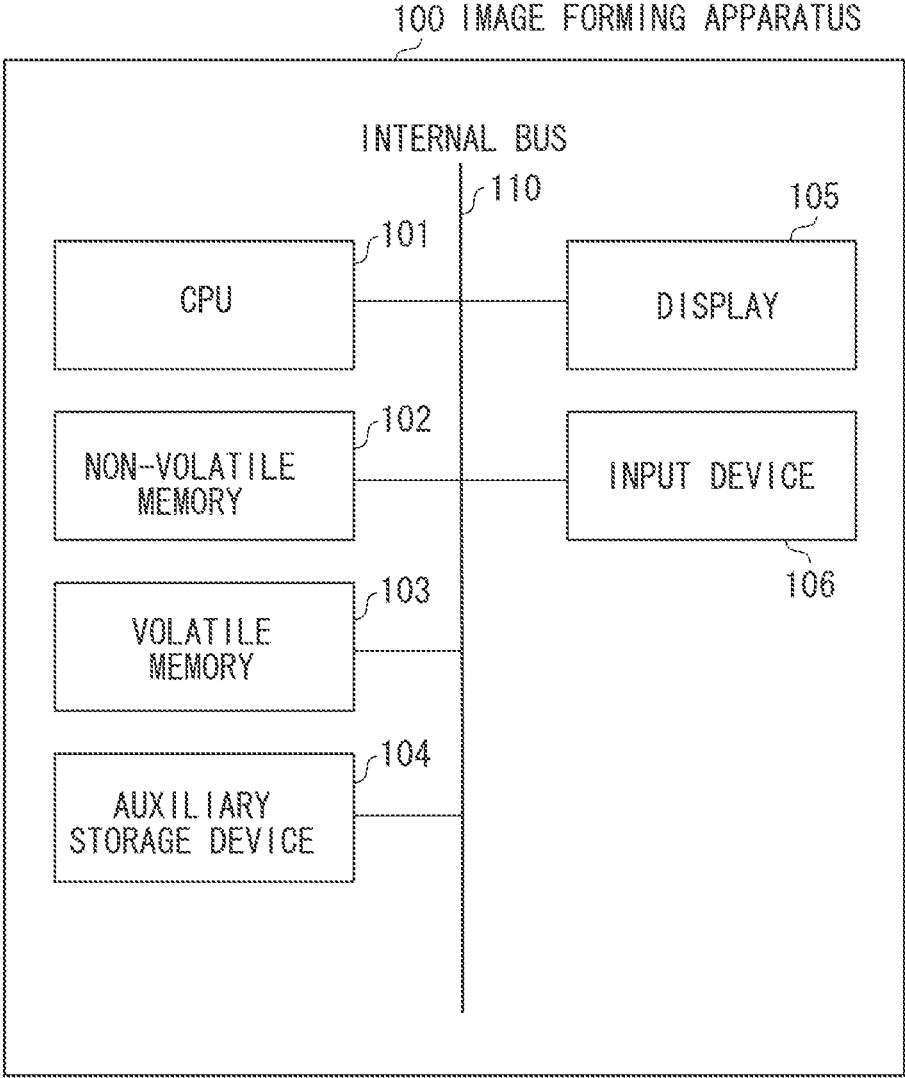 100 IMAGE FORMING APPARATUS
INTERNAL BUS
110
101
CPU
105
DISPLAY
102
NON-VOLATILE
MEMORY
INPUT DEVICE
106
103
VOLATILE
MEMORY
104
AUXILIARY
STORAGE DEVICE